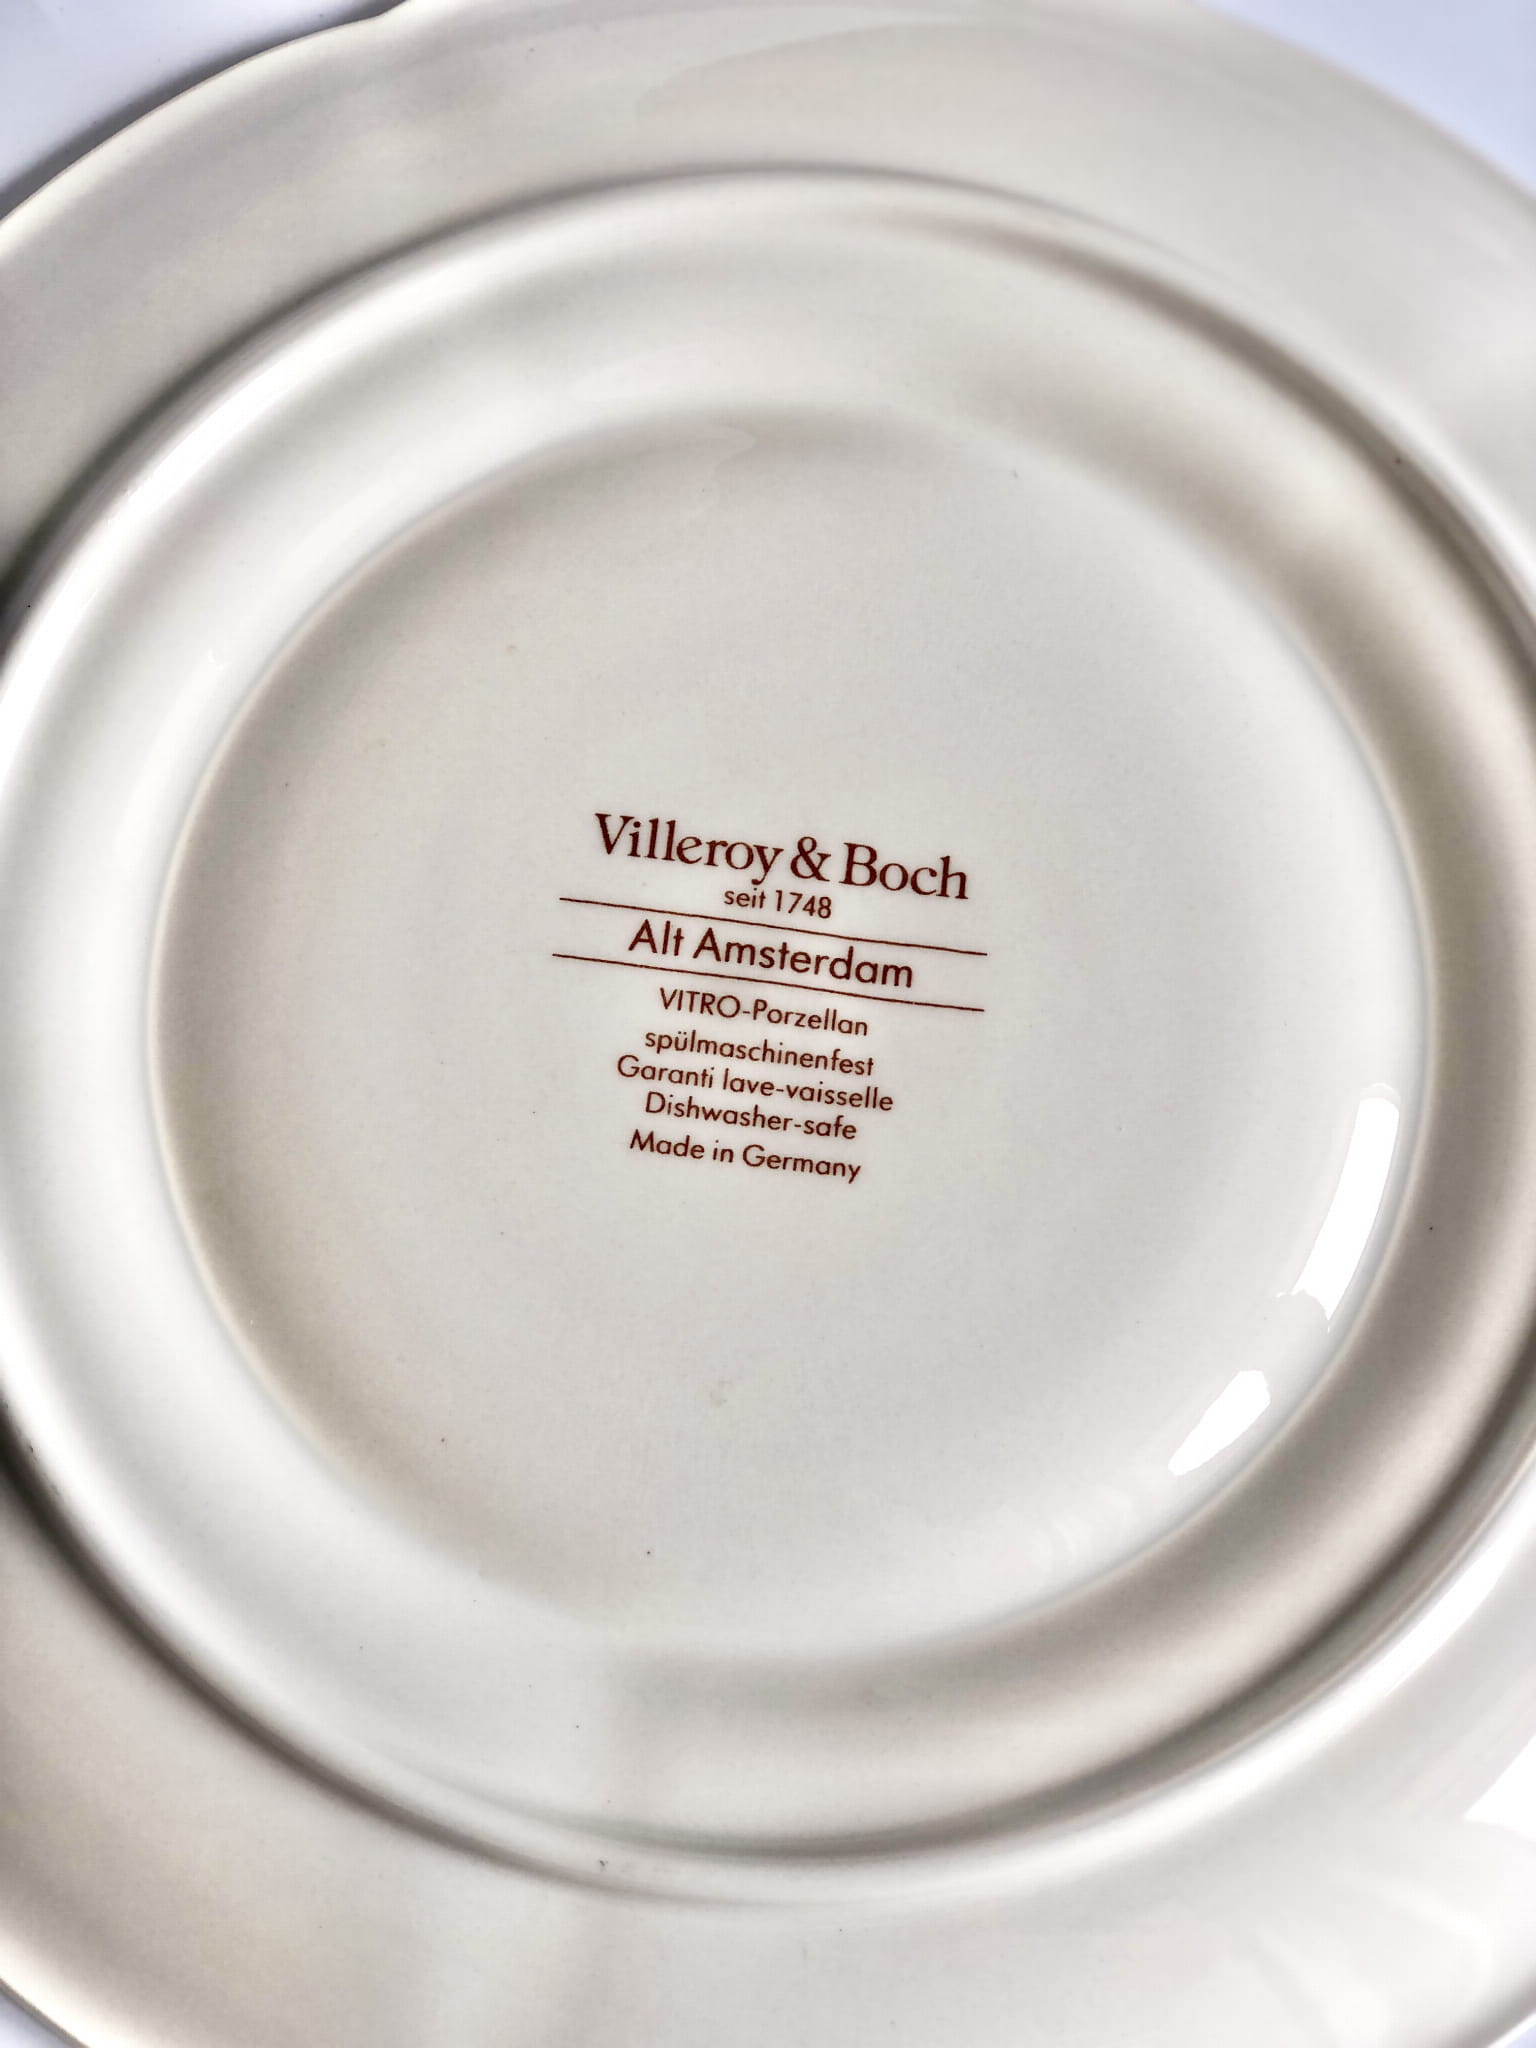 Villeroy & Boch
seit 1748
Alt Amsterdam
VITRO-Porzellan
spülmaschinenfest
Garanti lave-vaisselle
Dishwasher-safe
Made in Germany